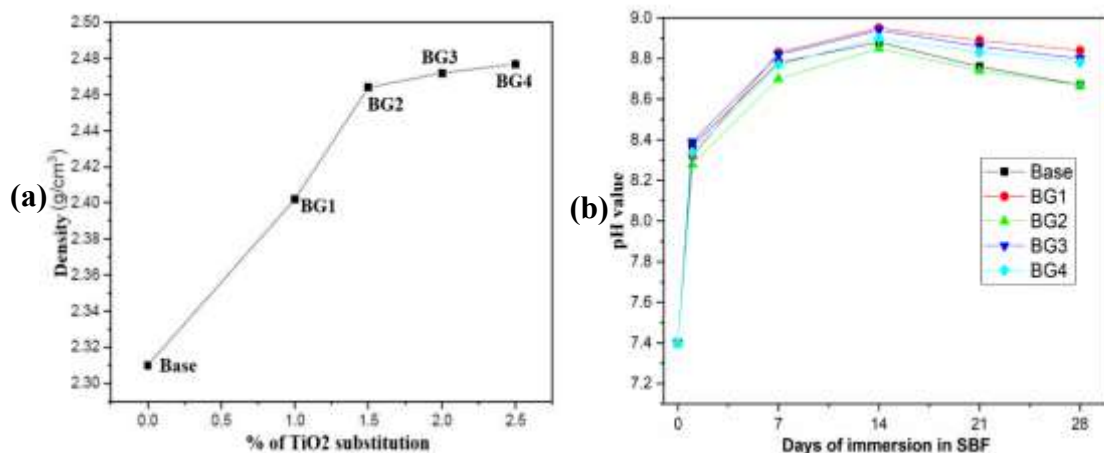 (a)
Density (g/cm³)
2.50
2.48
2.46
2.44
2.42
2.40
2.38
2.36
2.34
2.32
2.30
Base
BG1
BG2
BG3
BG4
0.0 0.5 1.0 1.5 2.0 2.5
% of TiO2 substitution
(b)
pH value
9.0
8.8
8.6
8.4
8.2
8.0
7.8
7.6
7.4
7.2
Base
BG1
BG2
BG3
BG4
0 7 14 21 28
Days of immersion in SBF